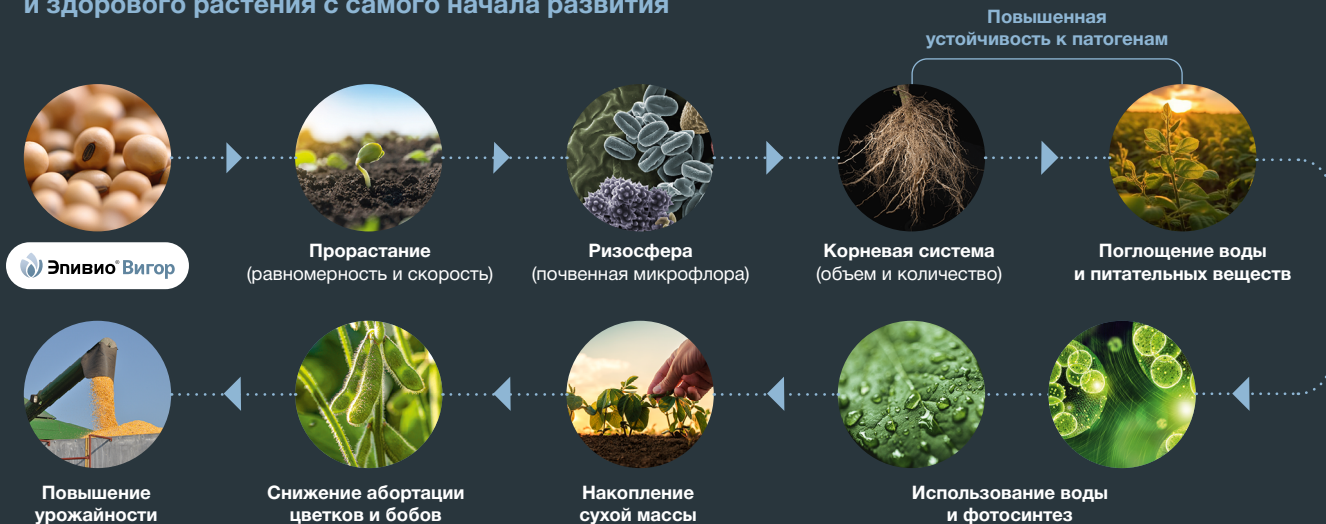 и здорового растения с самого начала развития
Повышенная
устойчивость к патогенам
Эпивио® Вигор
Прорастание
(равномерность и скорость)
Ризосфера
(почвенная микрофлора)
Корневая система
(объем и количество)
Поглощение воды
и питательных веществ
Повышение
урожайности
Снижение абортации
цветков и бобов
Накопление
сухой массы
Использование воды
и фотосинтез